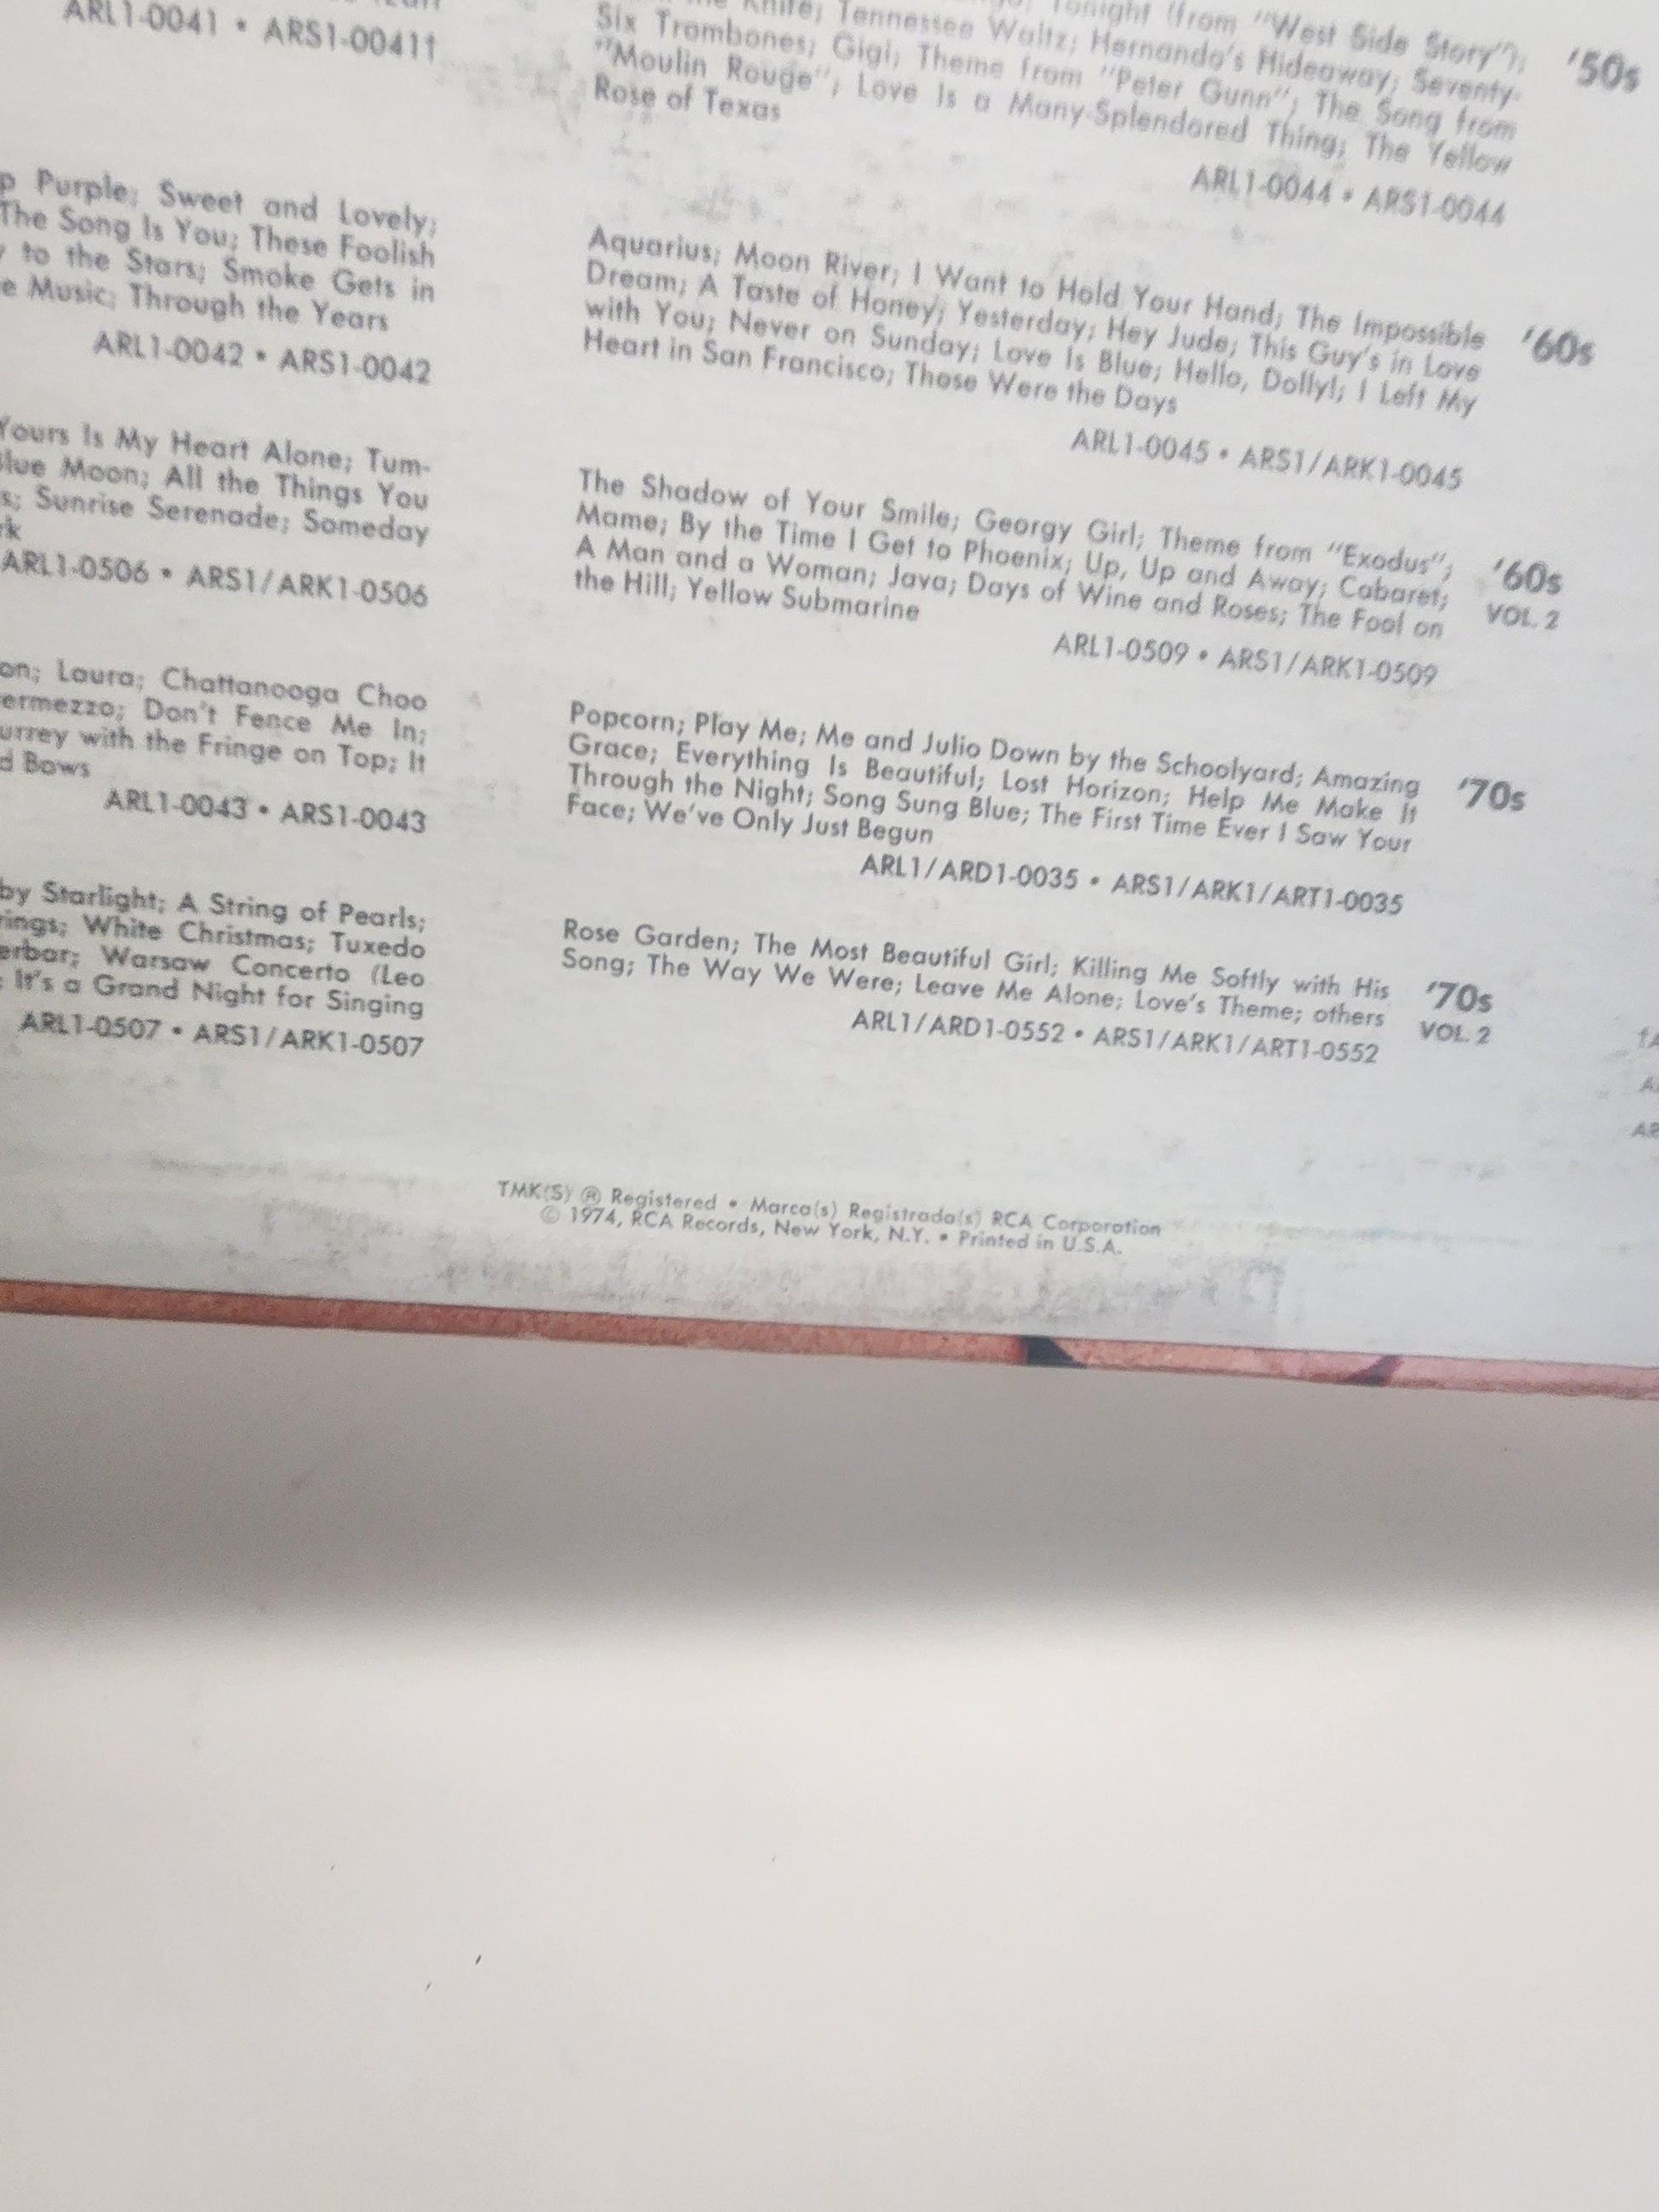 ARL1-0041 • ARS1-0041†
Purple; Sweet and Lovely;
The Song Is You; These Foolish
to the Stars; Smoke Gets in
Music; Through the Years
ARL1-0042 • ARS1-0042
Yours Is My Heart Alone; Tum-
Blue Moon; All the Things You
Sunrise Serenade; Someday
ARL1-0506 • ARS1/ARK1-0506
Laura; Chattanooga Choo
Don't Fence Me In;
with the Fringe on Top; It
Bows
ARL1-0043 • ARS1-0043
by Starlight; A String of Pearls;
White Christmas; Tuxedo
Warsaw Concerto (Leo
It's a Grand Night for Singing
ARL1-0507 • ARS1/ARK1-0507
Knife; Tennessee Waltz; Hernando's Hideaway; Seventy-
Tonight (from "West Side Story");
Six Trombones; Gigi; Theme from "Peter Gunn"; The Song from
"Moulin Rouge"; Love Is a Many-Splendored Thing; The Yellow
Rose of Texas
'50s
ARL1-0044 • ARS1-0044
Aquarius; Moon River; I Want to Hold Your Hand; The Impossible
Dream; A Taste of Honey; Yesterday; Hey Jude; This Guy's in Love
with You; Never on Sunday; Love Is Blue; Hello, Dolly!; I Left My
Heart in San Francisco; Those Were the Days
'60s
ARL1-0045 • ARS1/ARK1-0045
The Shadow of Your Smile; Georgy Girl; Theme from "Exodus";
Mame; By the Time I Get to Phoenix; Up, Up and Away; Cabaret;
A Man and a Woman; Java; Days of Wine and Roses; The Fool on
the Hill; Yellow Submarine
'60s
VOL. 2
ARL1-0509 • ARS1/ARK1-0509
Popcorn; Play Me; Me and Julio Down by the Schoolyard; Amazing
Grace; Everything Is Beautiful; Lost Horizon; Help Me Make It
Through the Night; Song Sung Blue; The First Time Ever I Saw Your
Face; We've Only Just Begun
'70s
ARL1/ARD1-0035 • ARS1/ARK1/ART1-0035
Rose Garden; The Most Beautiful Girl; Killing Me Softly with His
Song; The Way We Were; Leave Me Alone; Love's Theme; others
'70s
VOL. 2
ARL1/ARD1-0552 • ARS1/ARK1/ART1-0552
TMK(S) ® Registered • Marca(s) Registrada(s) RCA Corporation
© 1974, RCA Records, New York, N.Y. • Printed in U.S.A.